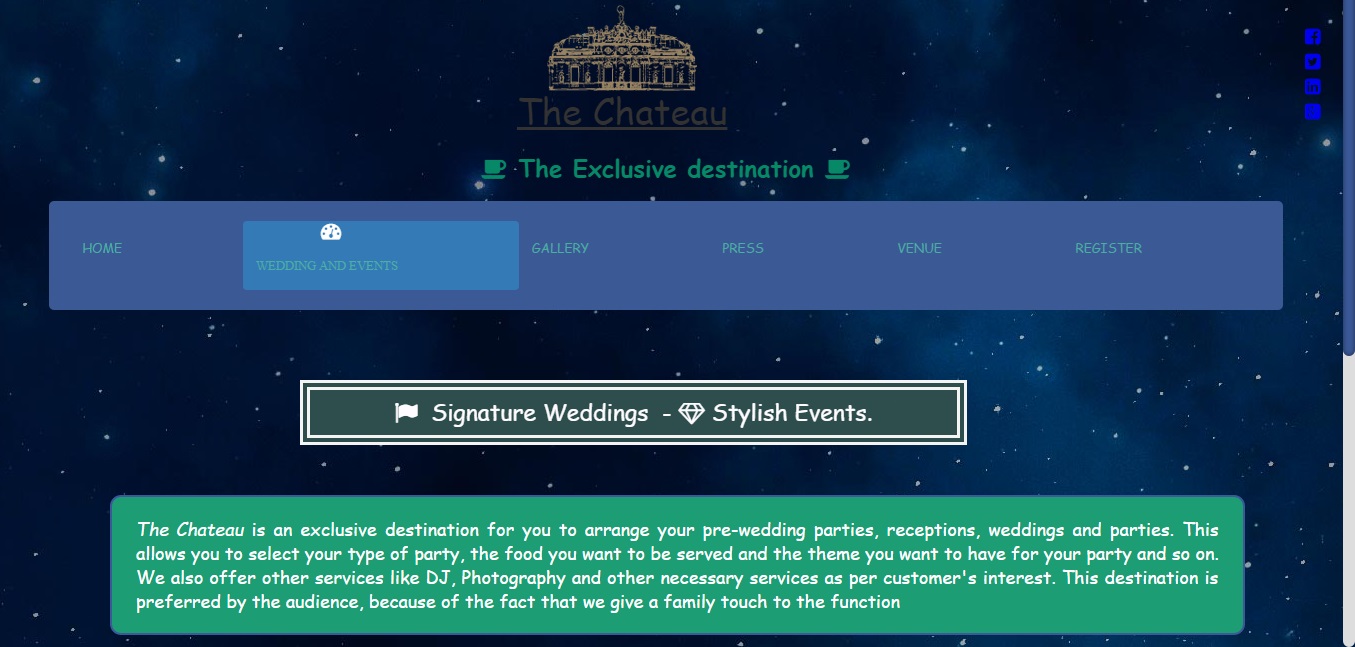 The Chateau
The Exclusive destination
HOME
WEDDING AND EVENTS
GALLERY
PRESS
VENUE
REGISTER
Signature Weddings - Stylish Events.
The Chateau is an exclusive destination for you to arrange your pre-wedding parties, receptions, weddings and parties. This
allows you to select your type of party, the food you want to be served and the theme you want to have for your party and so on.
We also offer other services like DJ, Photography and other necessary services as per customer's interest. This destination is
preferred by the audience, because of the fact that we give a family touch to the function